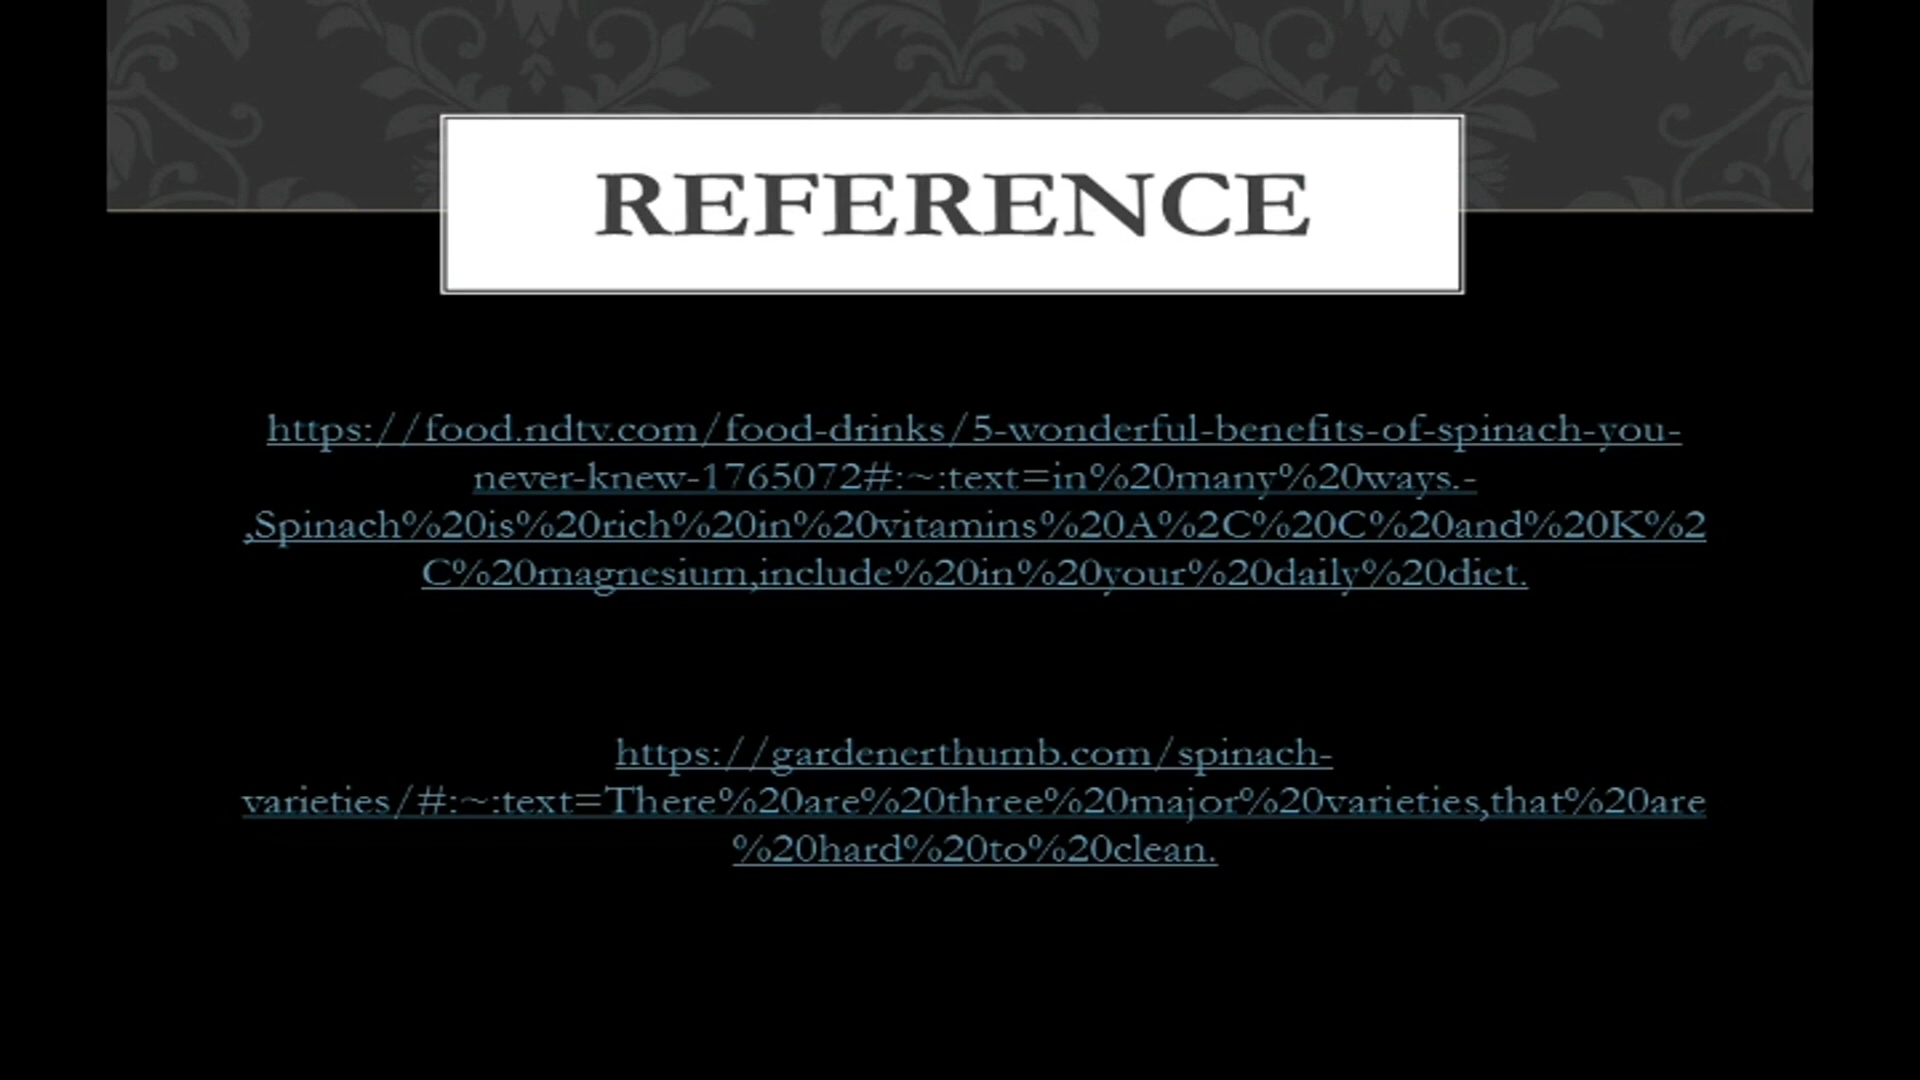 REFERENCE
https://food.ndtv.com/food-drinks/5-wonderful-benefits-of-spinach-you-
never-knew-1765072#:~:text=in%20many%20ways.-
,Spinach%20is%20rich%20in%20vitamins%20A%2C%20C%20and%20K%2
C%20magnesium,include%20in%20your%20daily%20diet.
https://gardenerthumb.com/spinach-
varieties/#:~:text=There%20are%20three%20major%20varieties,that%20are
%20hard%20to%20clean.